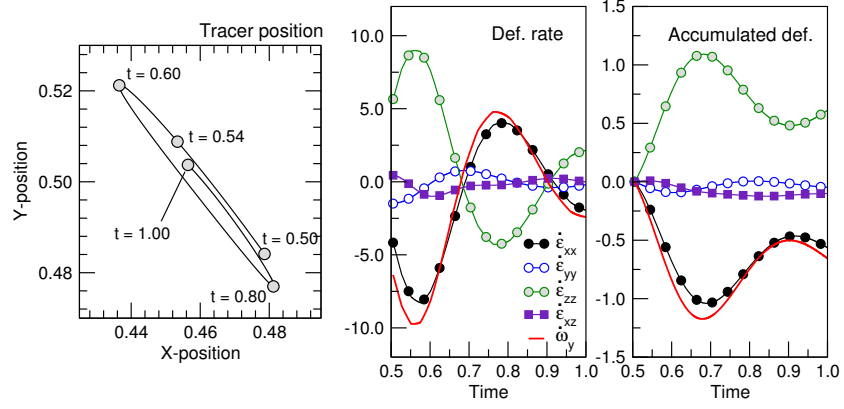 Tracer position
Y-position
0.52
0.50
0.48
t = 0.60
t = 0.54
t = 1.00
t = 0.50
t = 0.80
0.44 0.46 0.48
X-position
Def. rate
10.0
5.0
0.0
-5.0
-10.0
ε̇xx
ε̇yy
ε̇zz
ε̇xz
ω̇y
0.5 0.6 0.7 0.8 0.9 1.0
Time
Accumulated def.
1.5
1.0
0.5
0.0
-0.5
-1.0
-1.5
0.5 0.6 0.7 0.8 0.9 1.0
Time